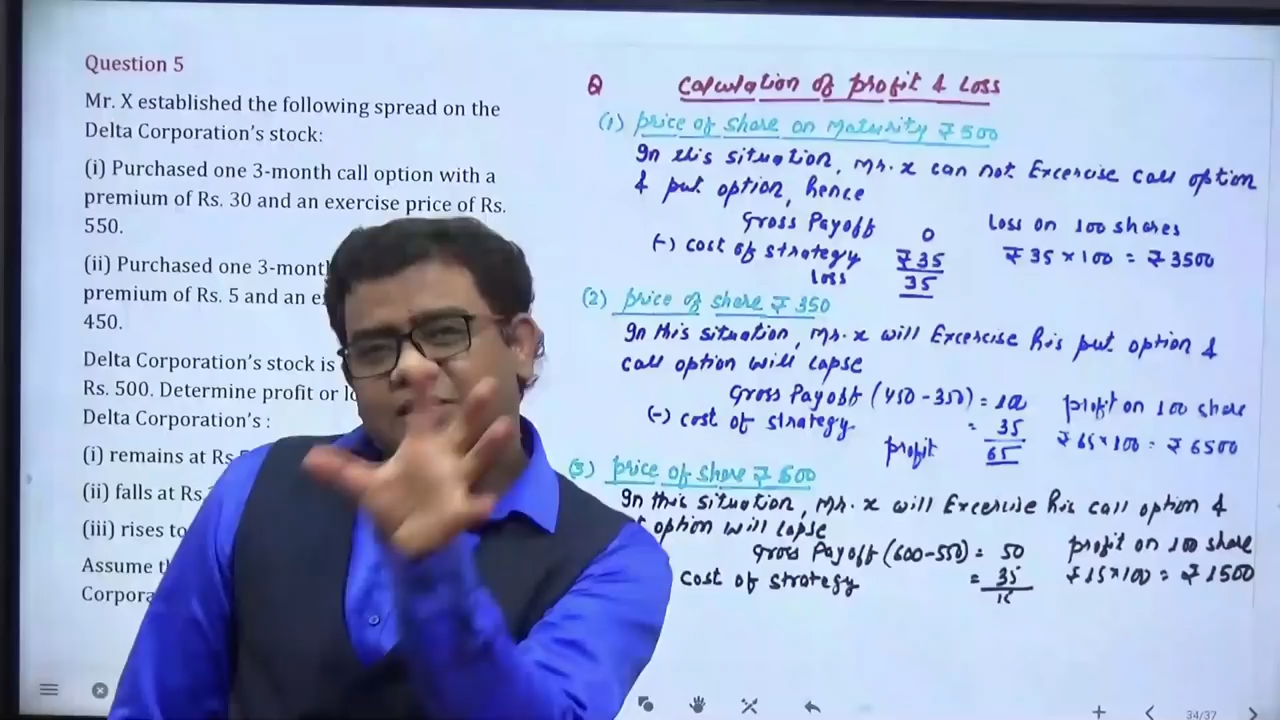 Question 5
Mr. X established the following spread on the
Delta Corporation's stock:
(i) Purchased one 3-month call option with a
premium of Rs. 30 and an exercise price of Rs.
550.
(ii) Purchased one 3-mont
premium of Rs. 5 and an e
450.
Delta Corporation's stock is
Rs. 500. Determine profit or lo
Delta Corporation's :
(i) remains at Rs
(ii) falls at Rs.
(iii) rises to
Assume t
Corpora
Q Calculation of profit & Loss
(1) price of share on Maturity ₹ 500
In this situation, Mr. x can not Excercise call option
& put option, hence
Gross Payoff 0 Loss on 100 shares
(-) cost of strategy ₹ 35 ₹ 35 × 100 = ₹ 3500
loss 35
(2) price of share ₹ 350
In this situation, Mr. x will Excercise his put option &
call option will lapse
Gross Payoff (450 - 350) = 100 profit on 100 share
(-) cost of strategy = 35 ₹ 65 × 100 = ₹ 6500
profit 65
(3) price of share ₹ 600
In this situation, Mr. x will Excercise his call option &
t option will lapse
Gross Payoff (600 - 550) = 50 profit on 100 share
cost of strategy = 35 ₹ 15 × 100 = ₹ 1500
15
34/37